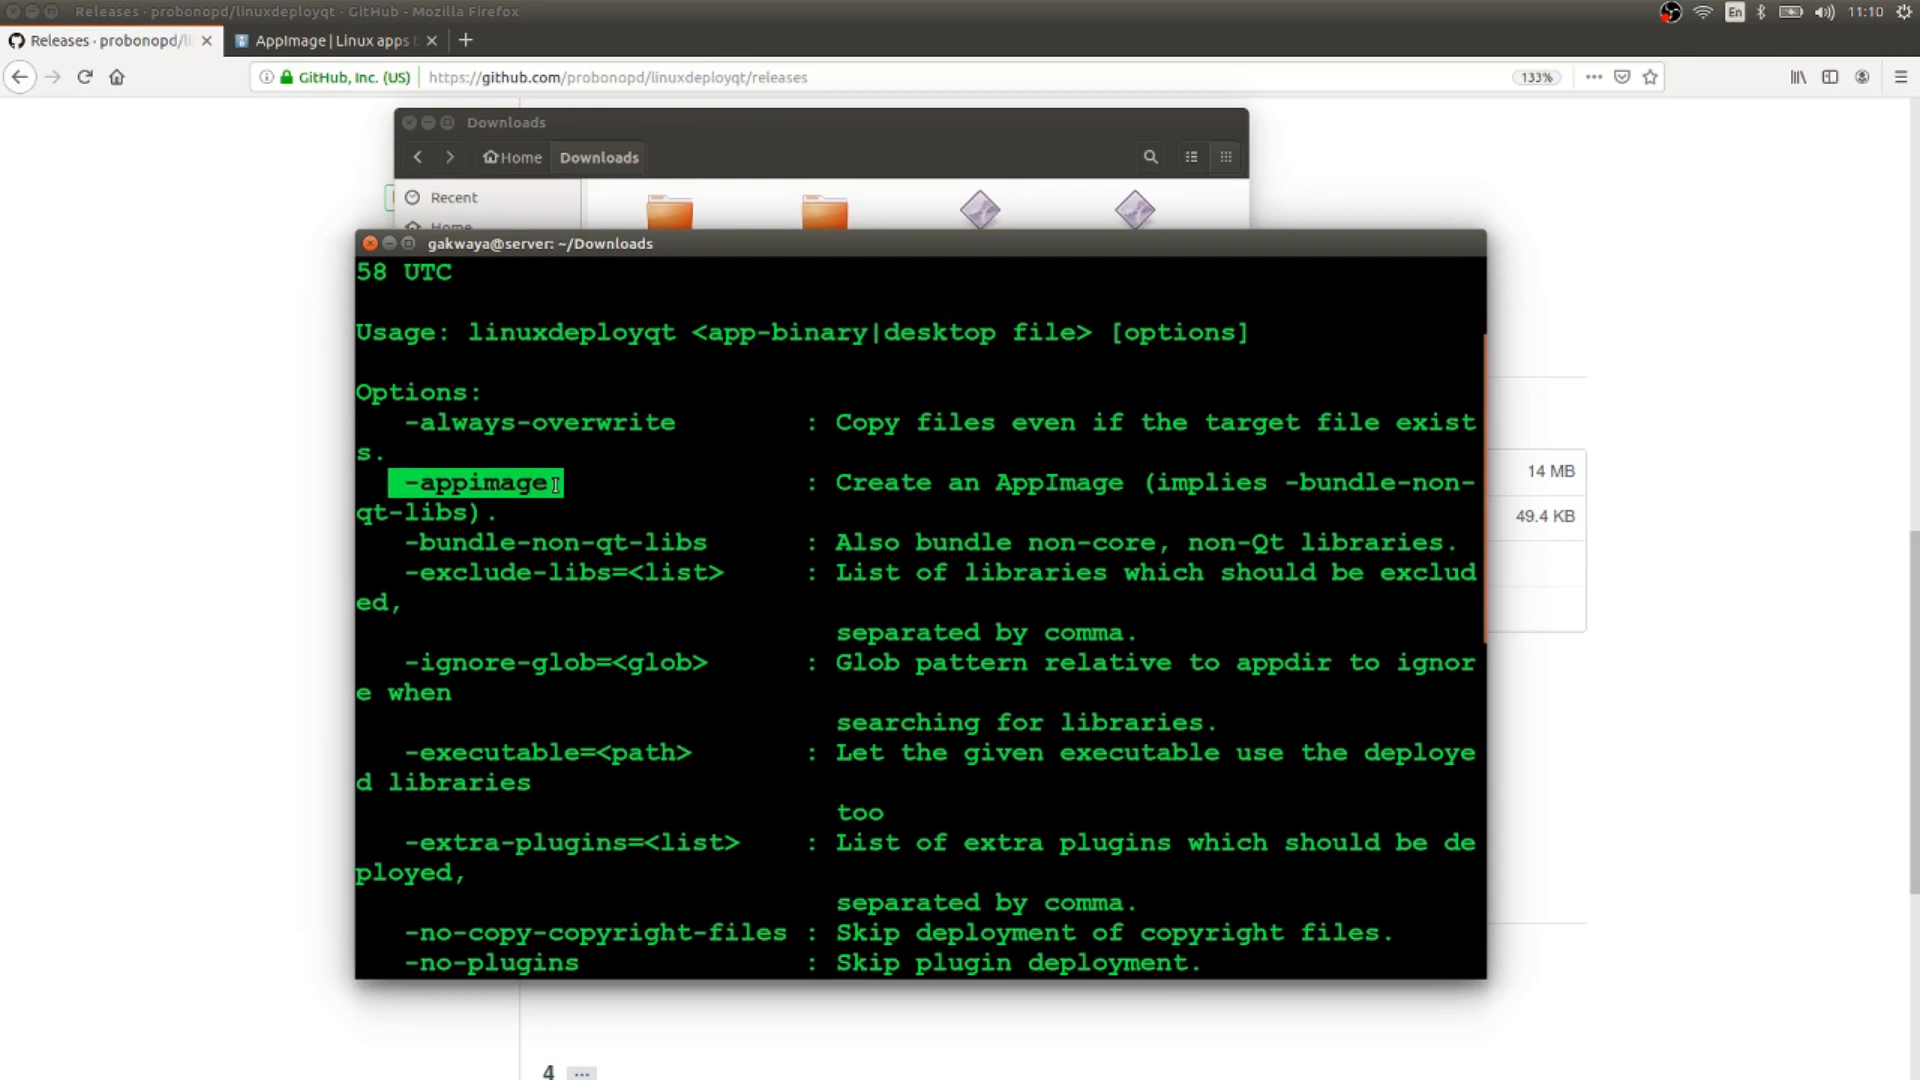 Releases · probonopd/linuxdeployqt · GitHub - Mozilla Firefox
En
11:10
Releases · probonopd/li
AppImage | Linux apps t
GitHub, Inc. (US)
https://github.com/probonopd/linuxdeployqt/releases
133%
Downloads
Home
Downloads
Recent
Home
gakwaya@server: ~/Downloads
58 UTC
Usage: linuxdeployqt <app-binary|desktop file> [options]
Options:
-always-overwrite : Copy files even if the target file exist
s.
-appimage : Create an AppImage (implies -bundle-non-
qt-libs).
-bundle-non-qt-libs : Also bundle non-core, non-Qt libraries.
-exclude-libs=<list> : List of libraries which should be exclud
ed,
separated by comma.
-ignore-glob=<glob> : Glob pattern relative to appdir to ignor
e when
searching for libraries.
-executable=<path> : Let the given executable use the deploye
d libraries
too
-extra-plugins=<list> : List of extra plugins which should be de
ployed,
separated by comma.
-no-copy-copyright-files : Skip deployment of copyright files.
-no-plugins : Skip plugin deployment.
14 MB
49.4 KB
4 ...